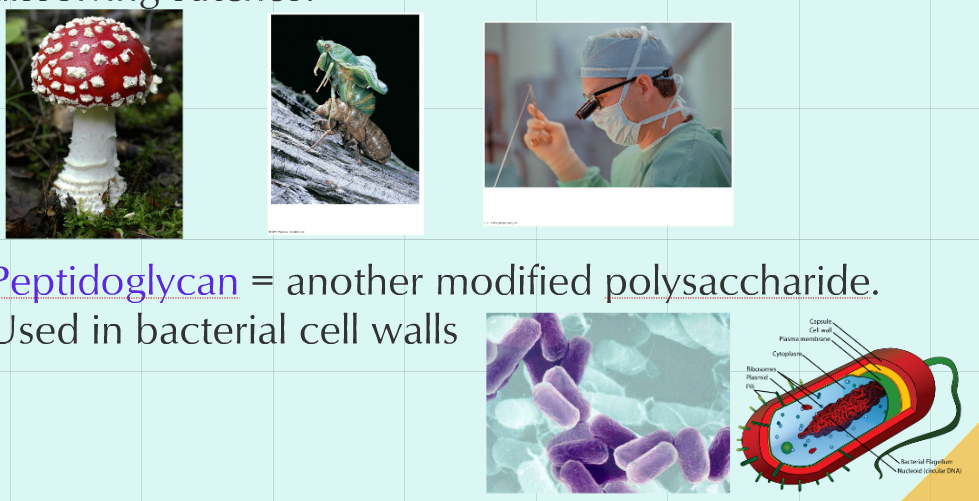 Peptidoglycan = another modified polysaccharide.
Used in bacterial cell walls
Capsule
Cell wall
Plasma membrane
Cytoplasm
Ribosomes
Plasmid
Pili
Bacterial Flagellum
Nucleoid (circular DNA)